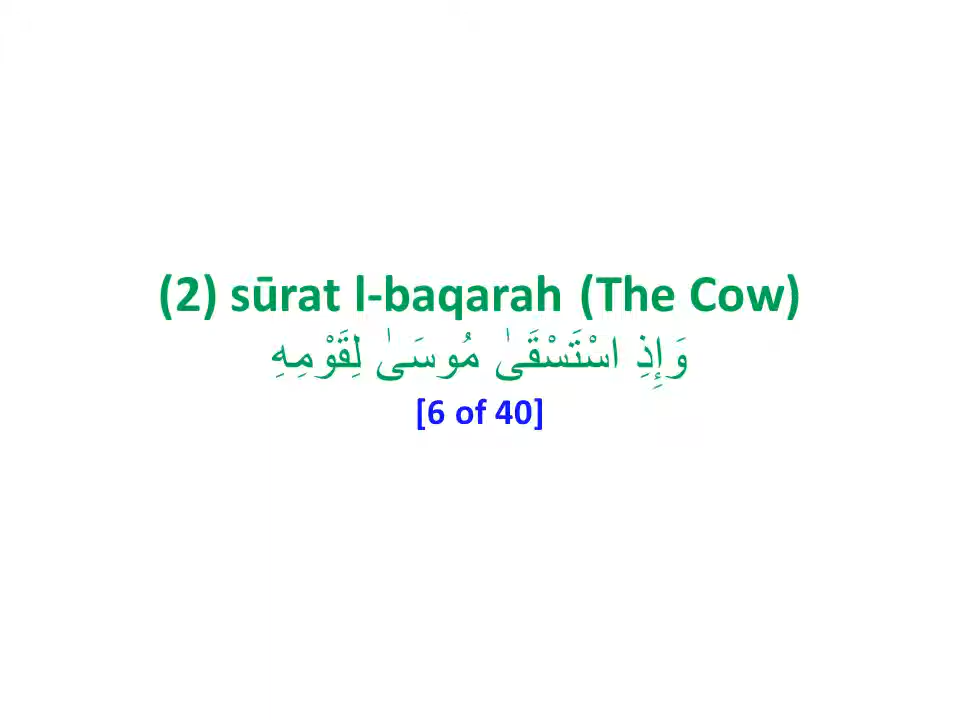 (2) sūrat l-baqarah (The Cow)
وَإِذِ اسْتَسْقَىٰ مُوسَىٰ لِقَوْمِهِ
[6 of 40]